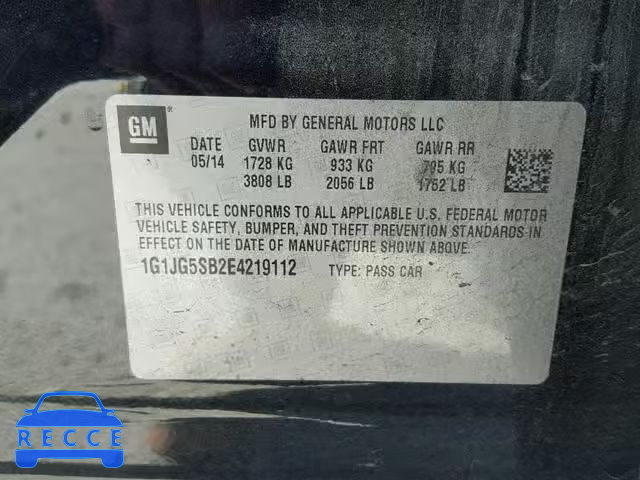 GM®
MFD BY GENERAL MOTORS LLC
DATE GVWR GAWR FRT GAWR RR
05/14 1728 KG 933 KG 795 KG
3808 LB 2056 LB 1752 LB
THIS VEHICLE CONFORMS TO ALL APPLICABLE U.S. FEDERAL MOTOR
VEHICLE SAFETY, BUMPER, AND THEFT PREVENTION STANDARDS
IN EFFECT ON THE DATE OF MANUFACTURE SHOWN ABOVE.
1G1JG5SB2E4219112 TYPE: PASS CAR
RECCE